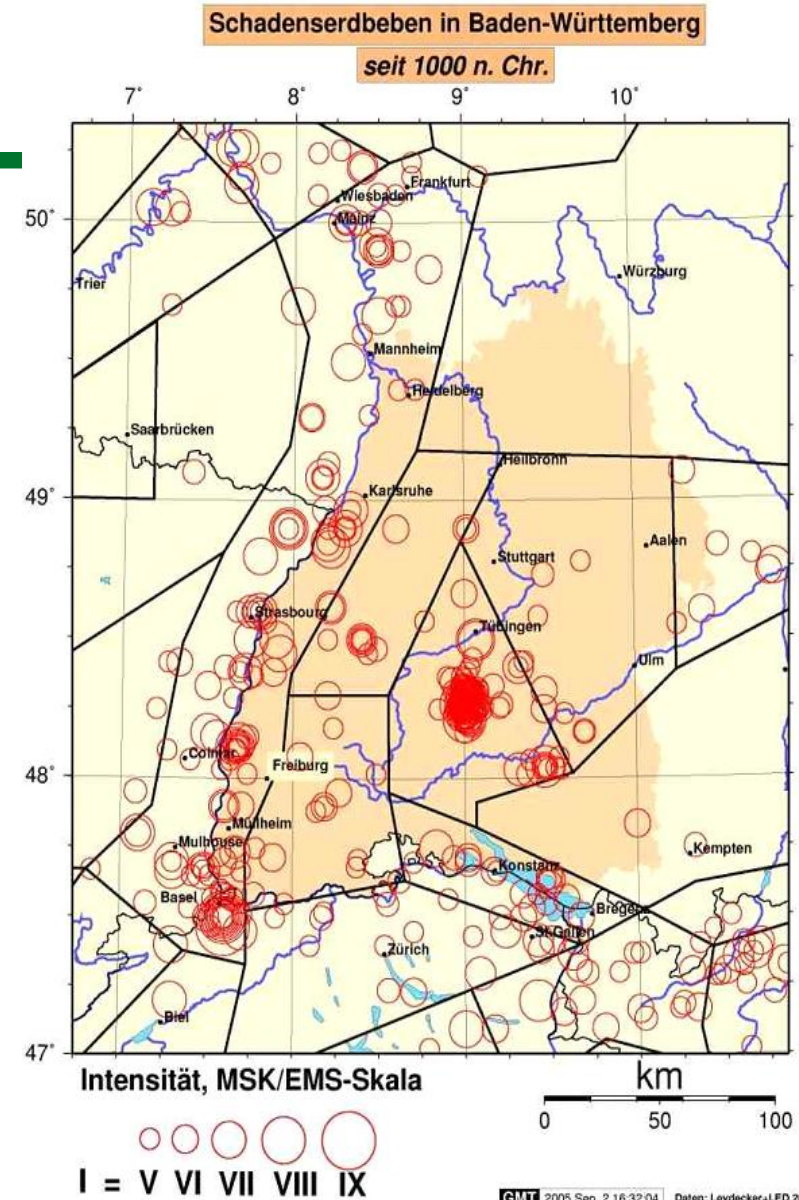 Schadenserdbeben in Baden-Württemberg
seit 1000 n. Chr.
7° 8° 9° 10°
Frankfurt
Wiesbaden
50°
Mainz
Würzburg
Trier
Mannheim
Heidelberg
Saarbrücken
Heilbronn
49°
Karlsruhe
Aalen
Stuttgart
Strasbourg
Tübingen
Ulm
Colmar
Freiburg
48°
Müllheim
Mulhouse
Kempten
Konstanz
Basel
Bregenz
St.Gallen
Zürich
Biel
47°
Intensität, MSK/EMS-Skala
km
0 50 100
I = V VI VII VIII IX
GMT 2005 Sep 2 16:32:04 Daten: Leydecker+LED